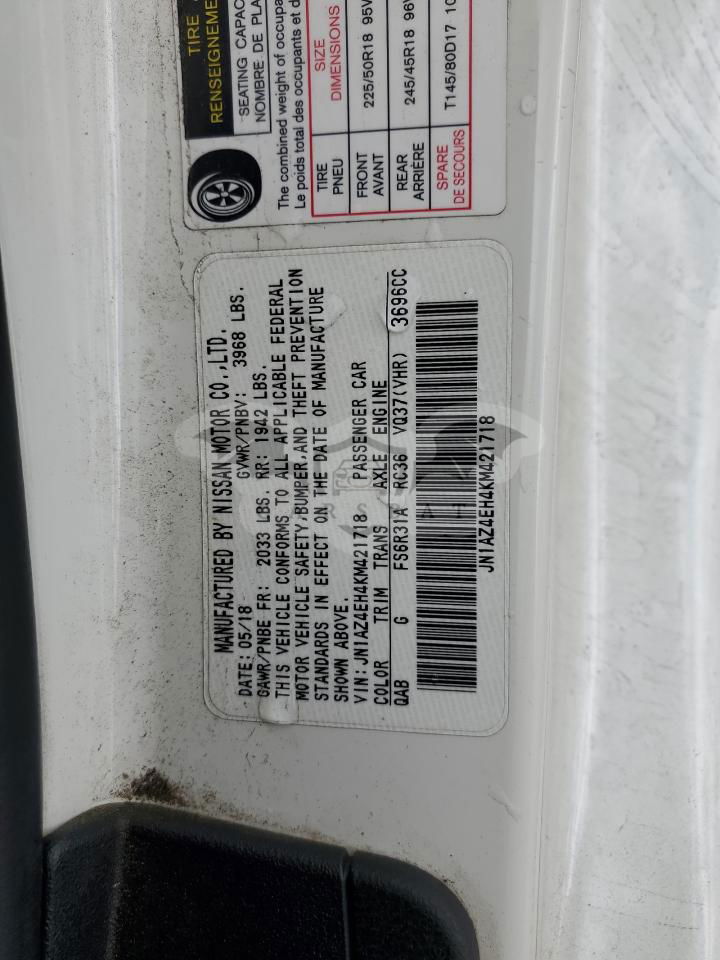 TIRE
RENSEIGNEME
SEATING CAPAC
NOMBRE DE PLA
The combined weight of occupa
Le poids total des occupants et d
TIRE SIZE
PNEU DIMENSIONS
FRONT 225/50R18 95V
AVANT
REAR 245/45R18 96
ARRIÈRE
SPARE T145/80D17 10
DE SECOURS
MANUFACTURED BY NISSAN MOTOR CO.,LTD.
DATE: 05/18 GVWR/PNBV: 3968 LBS.
GAWR/PNBE FR: 2033 LBS. RR: 1942 LBS.
THIS VEHICLE CONFORMS TO ALL APPLICABLE FEDERAL
MOTOR VEHICLE SAFETY,BUMPER,AND THEFT PREVENTION
STANDARDS IN EFFECT ON THE DATE OF MANUFACTURE
SHOWN ABOVE.
VIN:JN1AZ4EH4KM421718 PASSENGER CAR
COLOR TRIM TRANS AXLE ENGINE
QAB G FS6R31A RC36 VQ37(VHR) 3696CC
JN1AZ4EH4KM421718